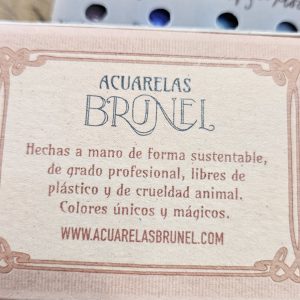 ACUARELAS
BRUNEL
Hechas a mano de forma sustentable,
de grado profesional, libres de
plástico y de crueldad animal.
Colores únicos y mágicos.
WWW.ACUARELASBRUNEL.COM